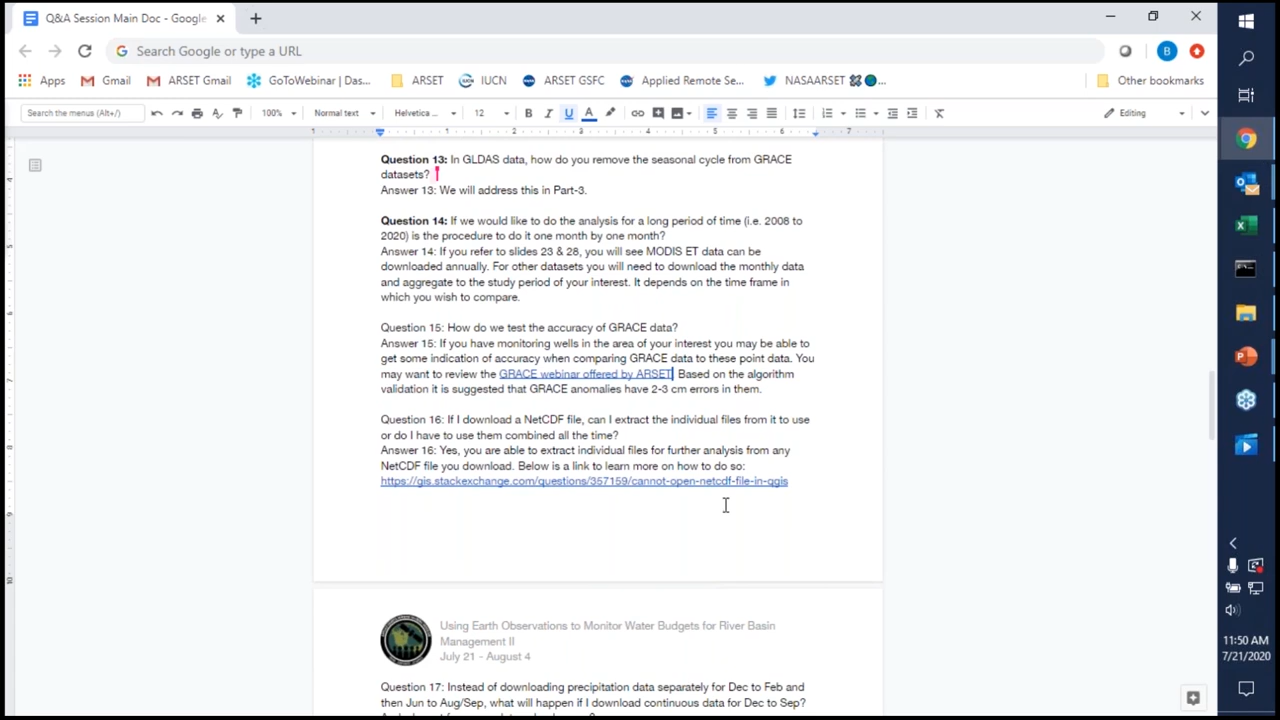 Q&A Session Main Doc - Google
Search Google or type a URL
Apps Gmail ARSET Gmail GoToWebinar | Das... ARSET IUCN ARSET GSFC Applied Remote Se... NASAARSET Other bookmarks
Search the menus (Alt+/) 100% Normal text Helvetica ... 12 B I U A Editing
1 1 2 3 4 5 6 7
Question 13: In GLDAS data, how do you remove the seasonal cycle from GRACE
datasets?
Answer 13: We will address this in Part-3.
Question 14: If we would like to do the analysis for a long period of time (i.e. 2008 to
2020) is the procedure to do it one month by one month?
Answer 14: If you refer to slides 23 & 28, you will see MODIS ET data can be
downloaded annually. For other datasets you will need to download the monthly data
and aggregate to the study period of your interest. It depends on the time frame in
which you wish to compare.
Question 15: How do we test the accuracy of GRACE data?
Answer 15: If you have monitoring wells in the area of your interest you may be able to
get some indication of accuracy when comparing GRACE data to these point data. You
may want to review the GRACE webinar offered by ARSET. Based on the algorithm
validation it is suggested that GRACE anomalies have 2-3 cm errors in them.
Question 16: If I download a NetCDF file, can I extract the individual files from it to use
or do I have to use them combined all the time?
Answer 16: Yes, you are able to extract individual files for further analysis from any
NetCDF file you download. Below is a link to learn more on how to do so:
https://gis.stackexchange.com/questions/357159/cannot-open-netcdf-file-in-qgis
Using Earth Observations to Monitor Water Budgets for River Basin
Management II
July 21 - August 4
Question 17: Instead of downloading precipitation data separately for Dec to Feb and
then Jun to Aug/Sep, what will happen if I download continuous data for Dec to Sep?
11:50 AM
7/21/2020